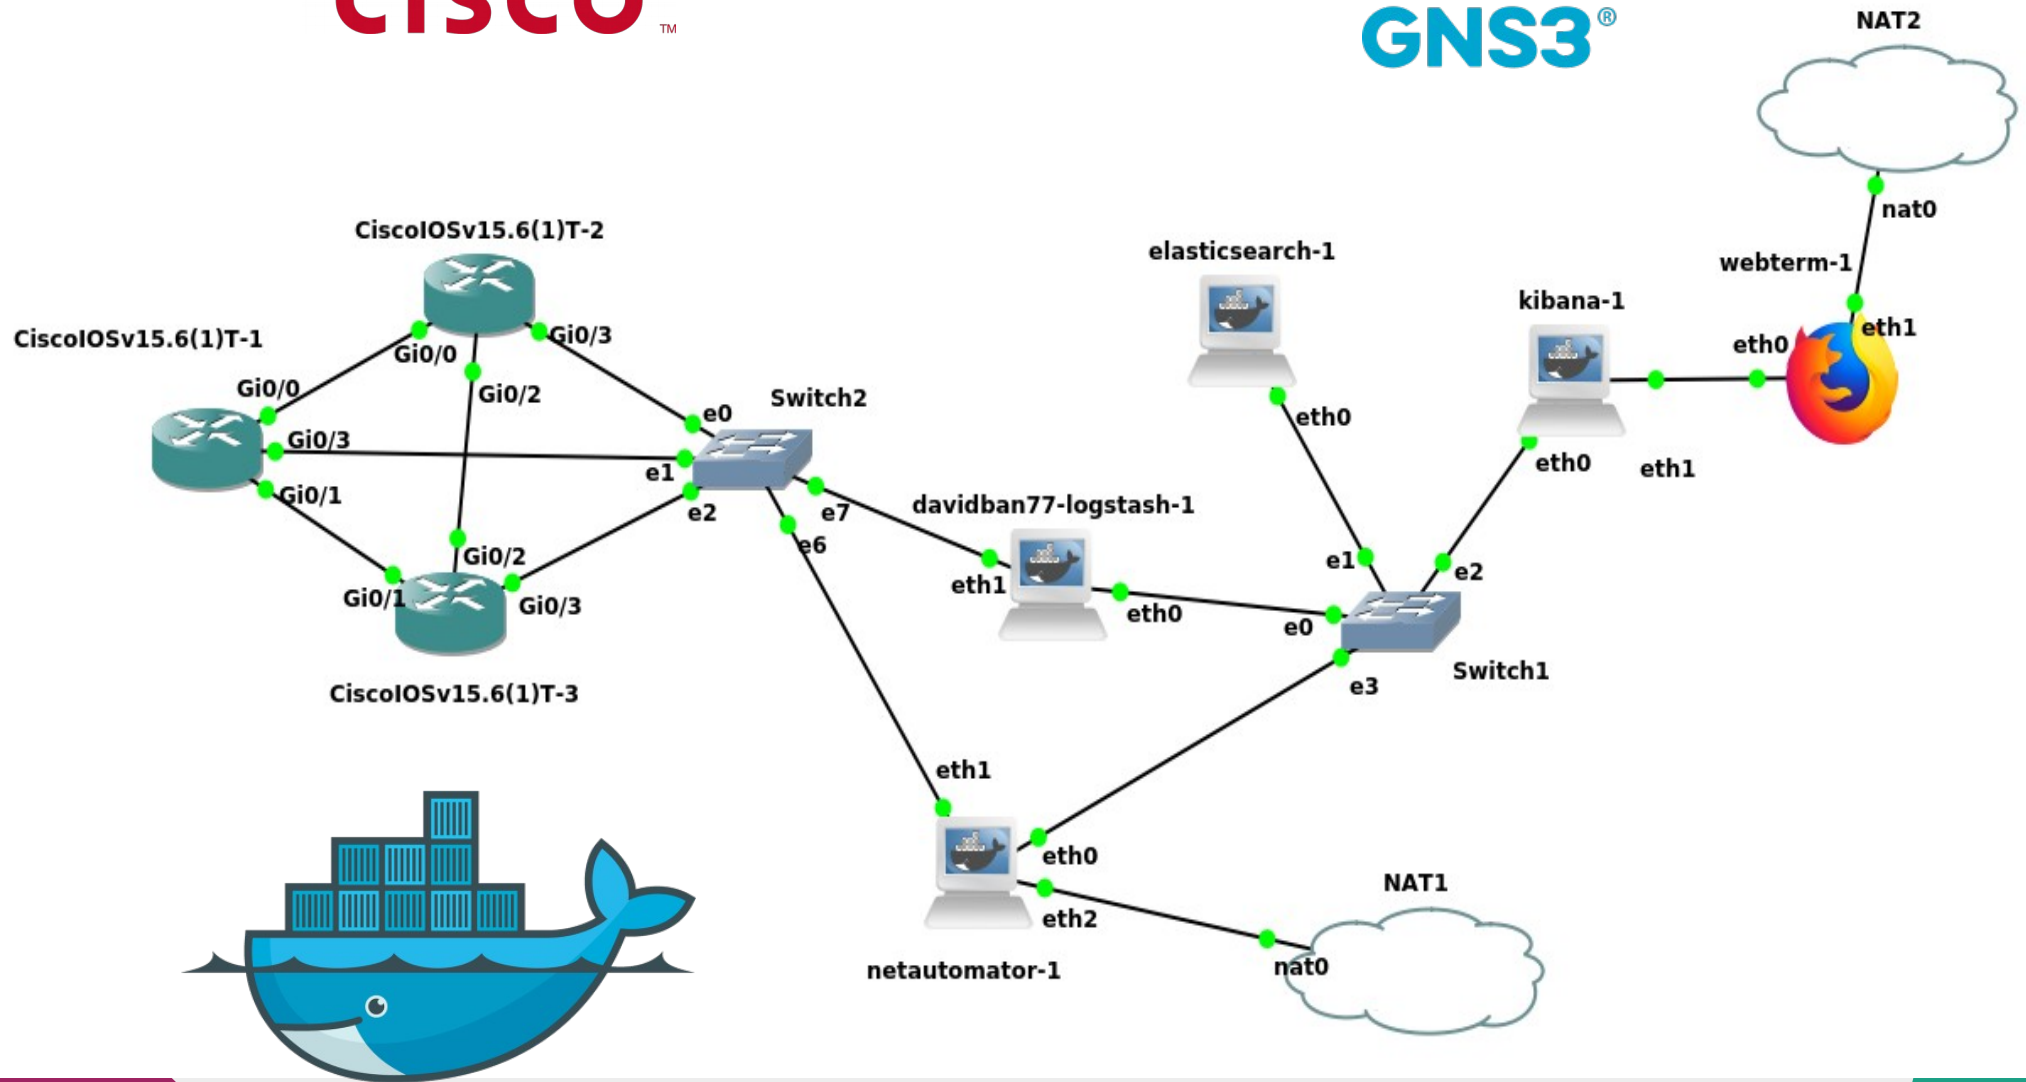 CISCO
TM
GNS3®
NAT2
nat0
CiscoIOSv15.6(1)T-2
elasticsearch-1
webterm-1
kibana-1
CiscoIOSv15.6(1)T-1
Gi0/0
Gi0/3
eth0
eth1
Gi0/0
Gi0/2
Switch2
e0
eth0
Gi0/3
e1
eth0
eth1
Gi0/1
e2
e7
davidban77-logstash-1
e6
Gi0/2
e1
e2
Gi0/1
Gi0/3
eth1
eth0
e0
Switch1
e3
CiscoIOSv15.6(1)T-3
eth1
eth0
NAT1
eth2
netautomator-1
nat0